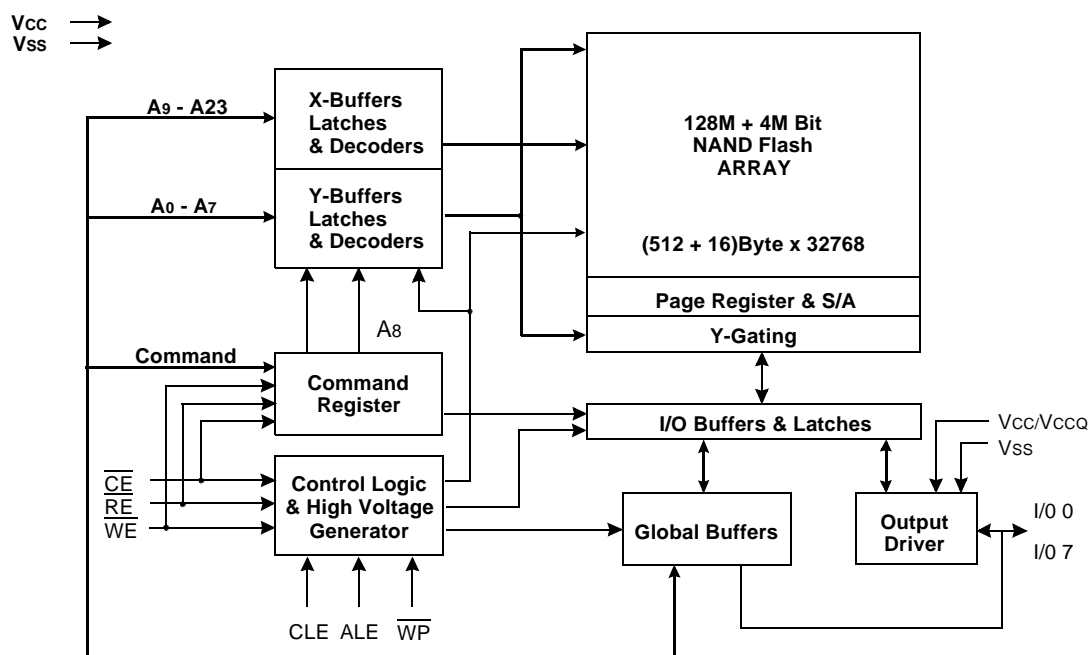 VCC
VSS
A9 - A23
X-Buffers
Latches
& Decoders
128M + 4M Bit
NAND Flash
ARRAY
A0 - A7
Y-Buffers
Latches
& Decoders
(512 + 16)Byte x 32768
Page Register & S/A
A8
Y-Gating
Command
Command
Register
I/O Buffers & Latches
VCC/VCCQ
VSS
CE
RE
WE
Control Logic
& High Voltage
Generator
Global Buffers
Output
Driver
I/0 0
I/0 7
CLE
ALE
WP